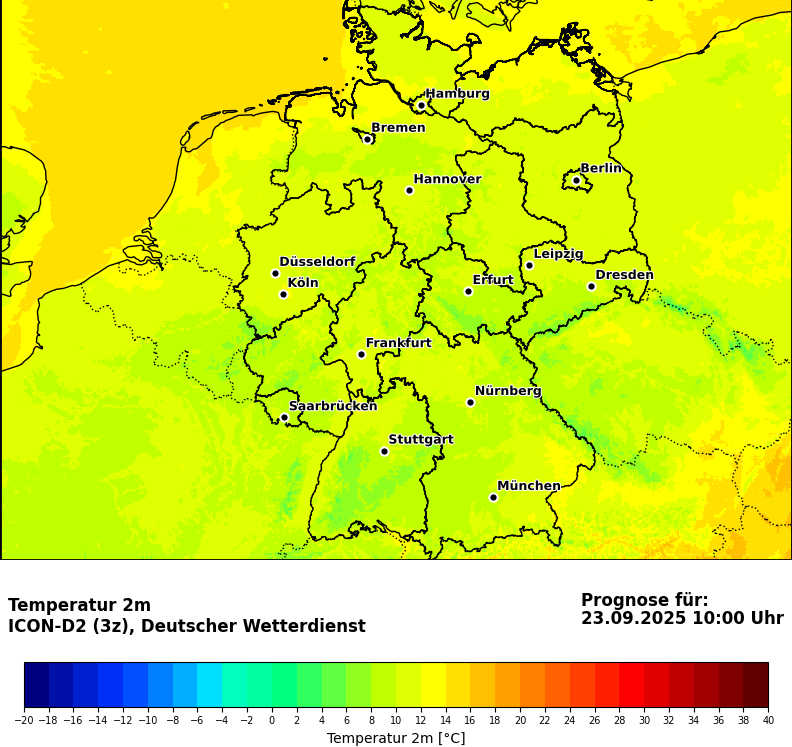 Hamburg
Bremen
Berlin
Hannover
Düsseldorf
Leipzig
Köln
Erfurt
Dresden
Frankfurt
Nürnberg
Saarbrücken
Stuttgart
München
Temperatur 2m
ICON-D2 (3z), Deutscher Wetterdienst
Prognose für:
23.09.2025 10:00 Uhr
−20 −18 −16 −14 −12 −10 −8 −6 −4 −2 0 2 4 6 8 10 12 14 16 18 20 22 24 26 28 30 32 34 36 38 40
Temperatur 2m [°C]